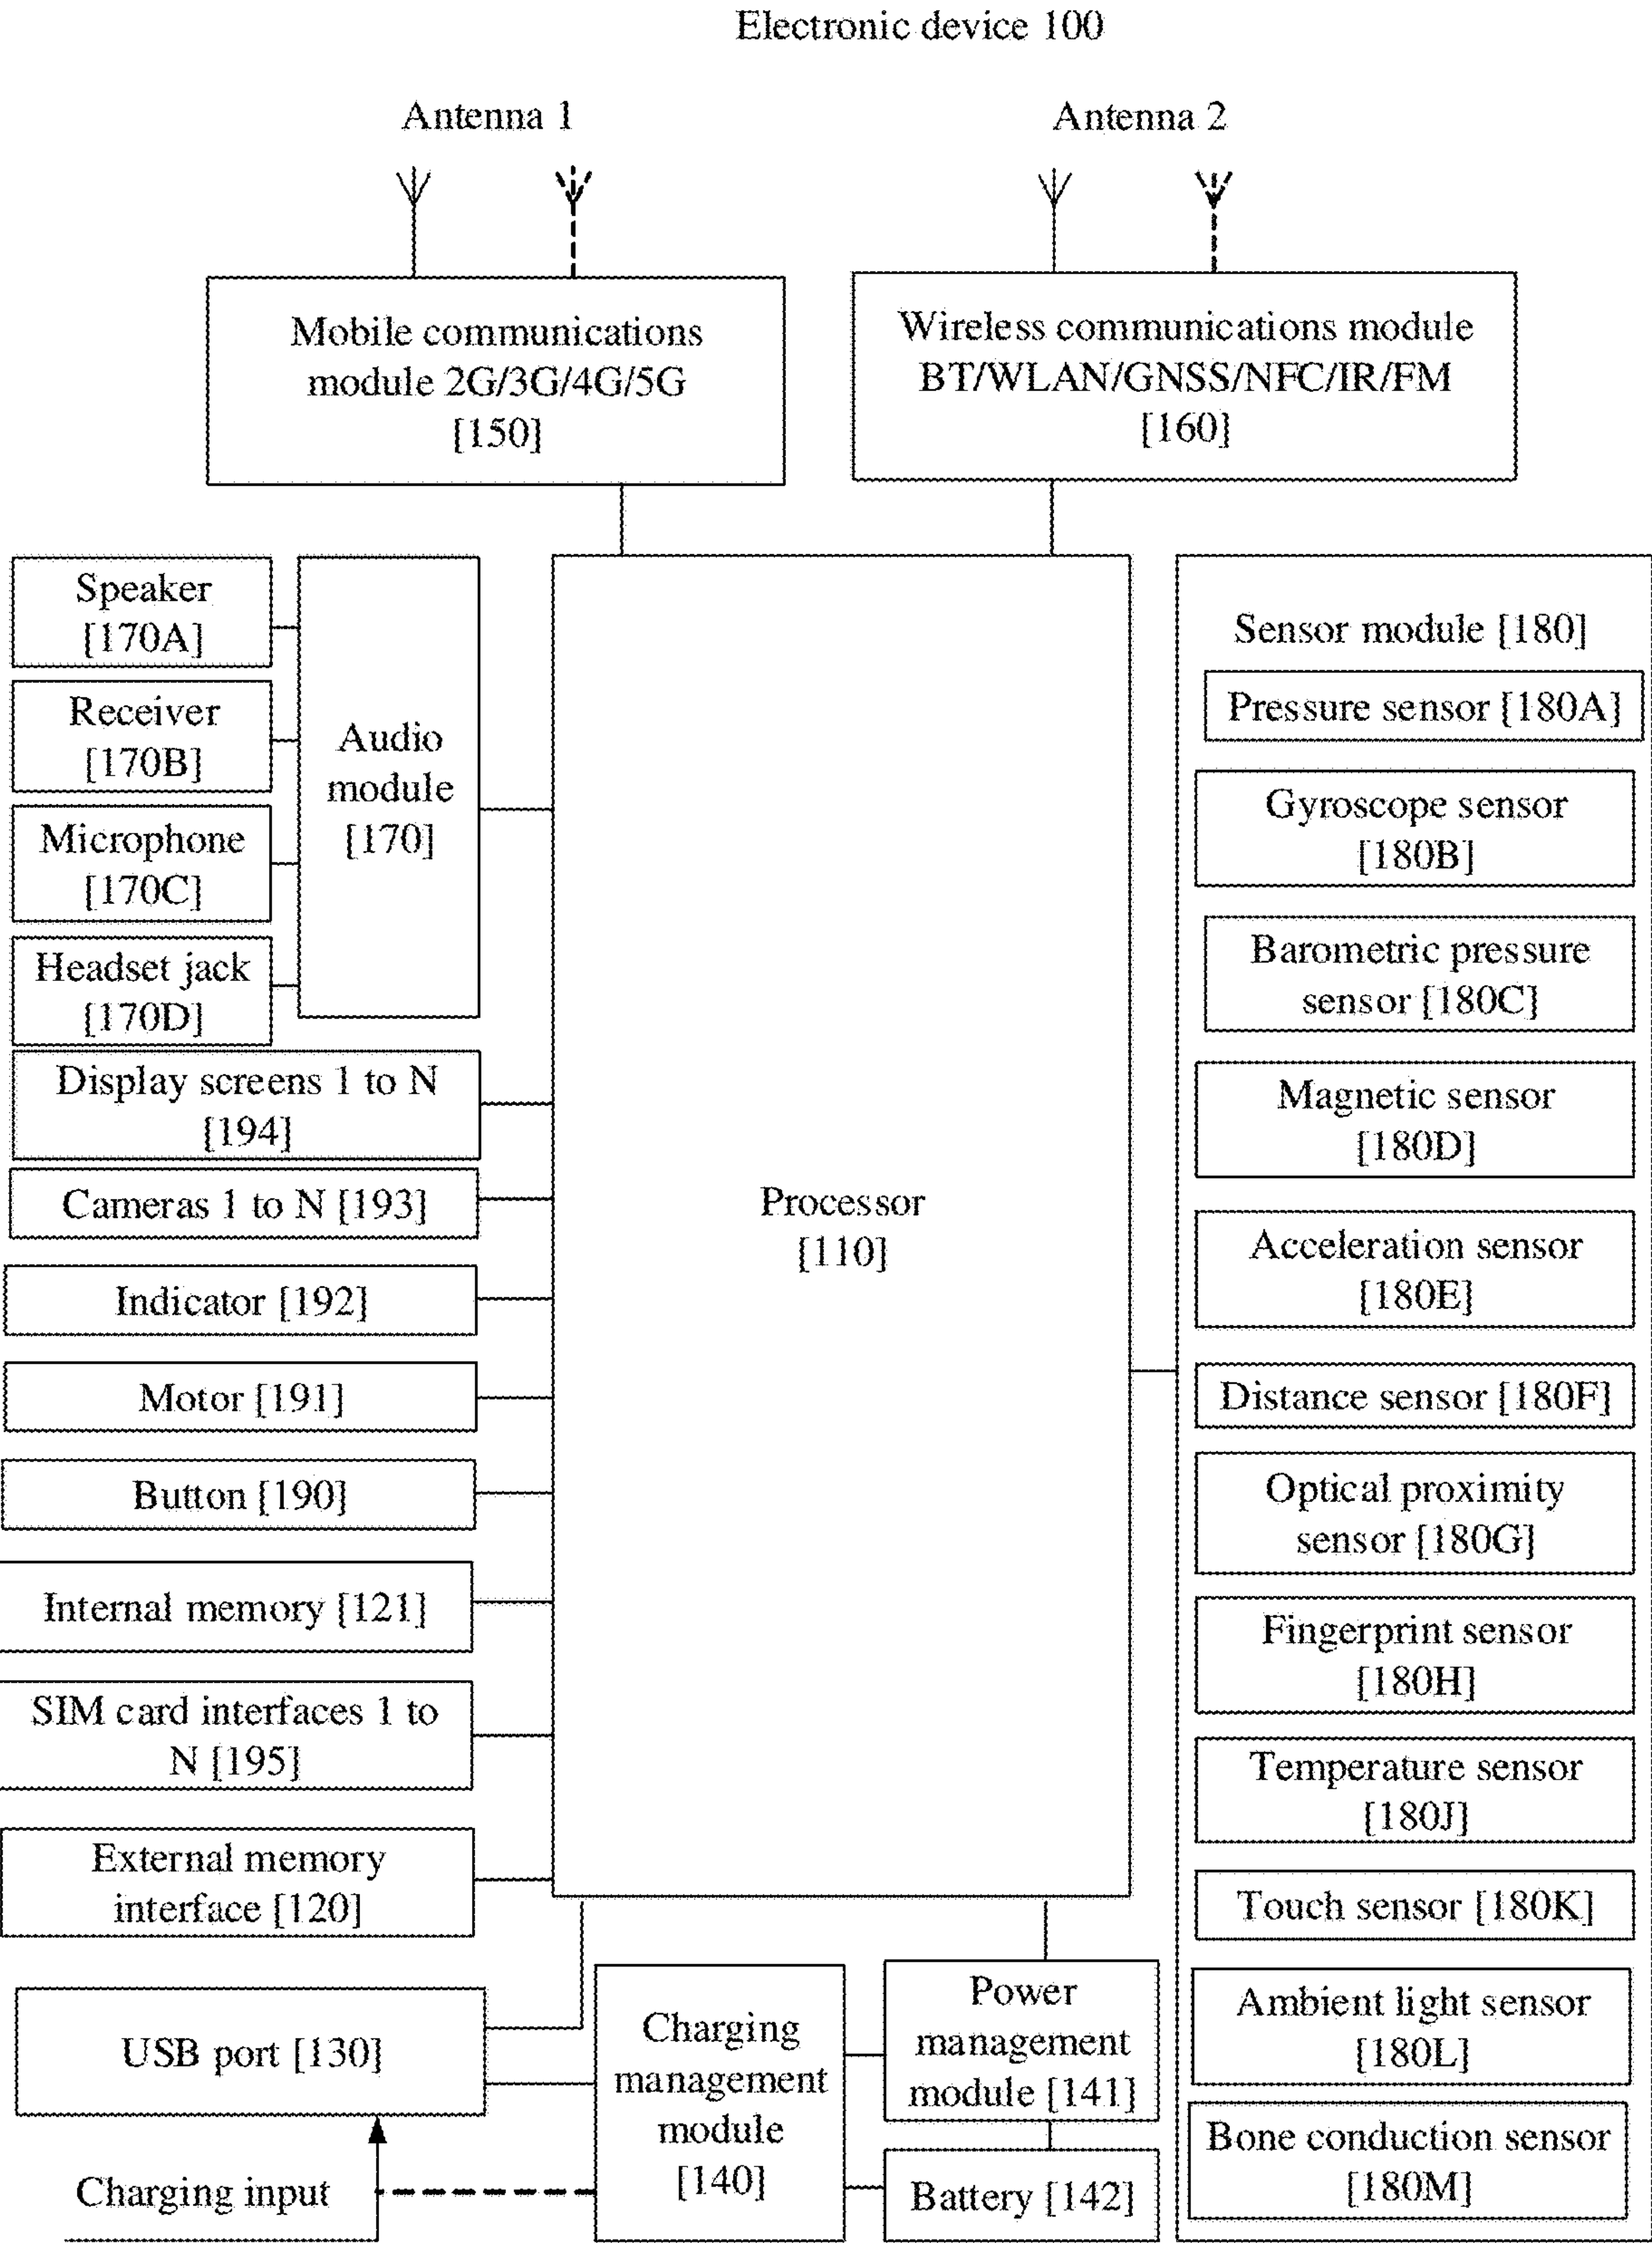 Electronic device 100
Antenna 1
Antenna 2
Mobile communications
module 2G/3G/4G/5G
[150]
Wireless communications module
BT/WLAN/GNSS/NFC/IR/FM
[160]
Speaker
[170A]
Receiver
[170B]
Microphone
[170C]
Headset jack
[170D]
Audio
module
[170]
Display screens 1 to N
[194]
Cameras 1 to N [193]
Indicator [192]
Motor [191]
Button [190]
Internal memory [121]
SIM card interfaces 1 to
N [195]
External memory
interface [120]
USB port [130]
Charging input
Processor
[110]
Charging
management
module
[140]
Power
management
module [141]
Battery [142]
Sensor module [180]
Pressure sensor [180A]
Gyroscope sensor
[180B]
Barometric pressure
sensor [180C]
Magnetic sensor
[180D]
Acceleration sensor
[180E]
Distance sensor [180F]
Optical proximity
sensor [180G]
Fingerprint sensor
[180H]
Temperature sensor
[180J]
Touch sensor [180K]
Ambient light sensor
[180L]
Bone conduction sensor
[180M]